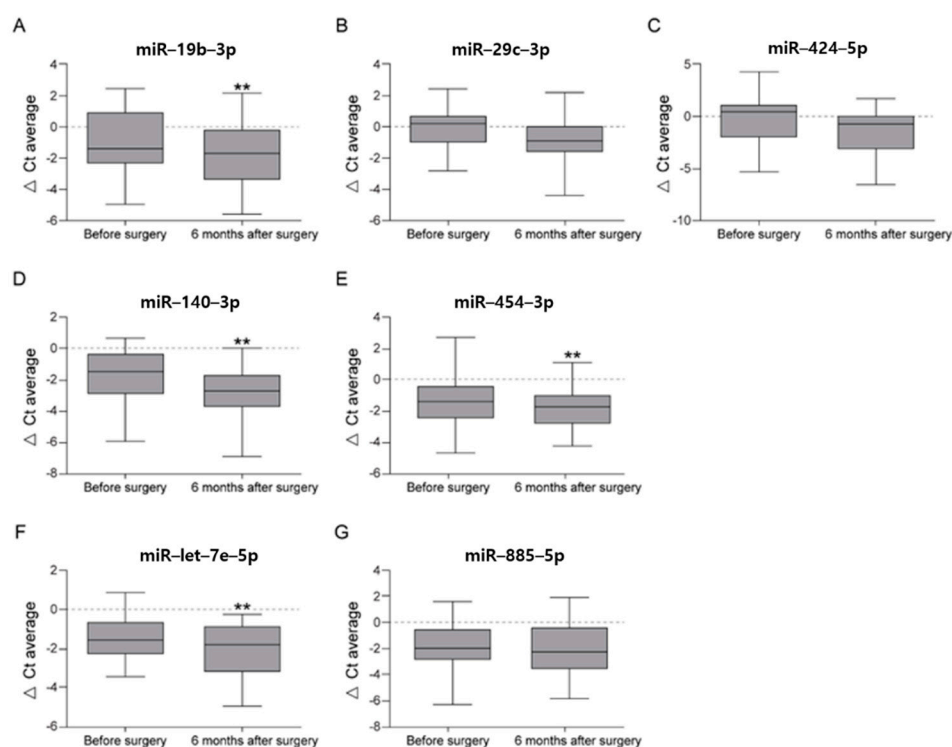 A
miR–19b–3p
△ Ct average
4
2
0
-2
-4
-6
**
Before surgery
6 months after surgery
B
miR–29c–3p
△ Ct average
4
2
0
-2
-4
-6
Before surgery
6 months after surgery
C
miR–424–5p
△ Ct average
5
0
-5
-10
Before surgery
6 months after surgery
D
miR–140–3p
△ Ct average
2
0
-2
-4
-6
-8
**
Before surgery
6 months after surgery
E
miR–454–3p
△ Ct average
4
2
0
-2
-4
-6
**
Before surgery
6 months after surgery
F
miR–let–7e–5p
△ Ct average
2
0
-2
-4
-6
**
Before surgery
6 months after surgery
G
miR–885–5p
△ Ct average
4
2
0
-2
-4
-6
-8
Before surgery
6 months after surgery